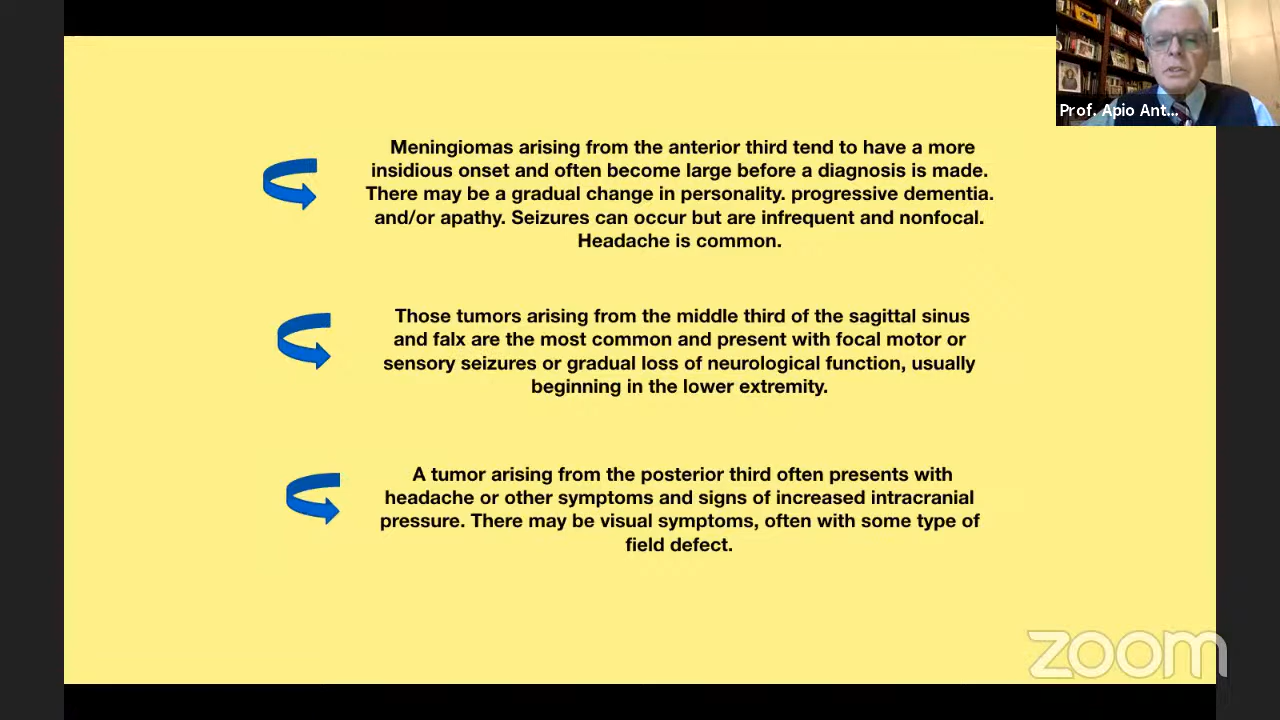 Prof. Apio Ant...
Meningiomas arising from the anterior third tend to have a more
insidious onset and often become large before a diagnosis is made.
There may be a gradual change in personality. progressive dementia.
and/or apathy. Seizures can occur but are infrequent and nonfocal.
Headache is common.
Those tumors arising from the middle third of the sagittal sinus
and falx are the most common and present with focal motor or
sensory seizures or gradual loss of neurological function, usually
beginning in the lower extremity.
A tumor arising from the posterior third often presents with
headache or other symptoms and signs of increased intracranial
pressure. There may be visual symptoms, often with some type of
field defect.
zoom